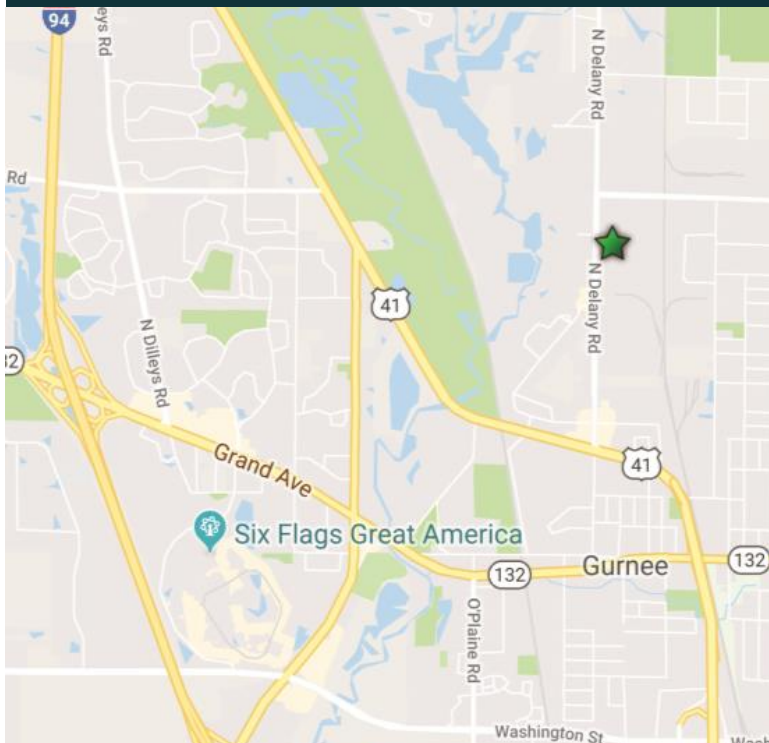 94
eys Rd
N Delany Rd
Rd
N Delany Rd
41
N Dilleys Rd
32
Grand Ave
41
Six Flags Great America
132
Gurnee
132
O'Plaine Rd
Washington St
Wash